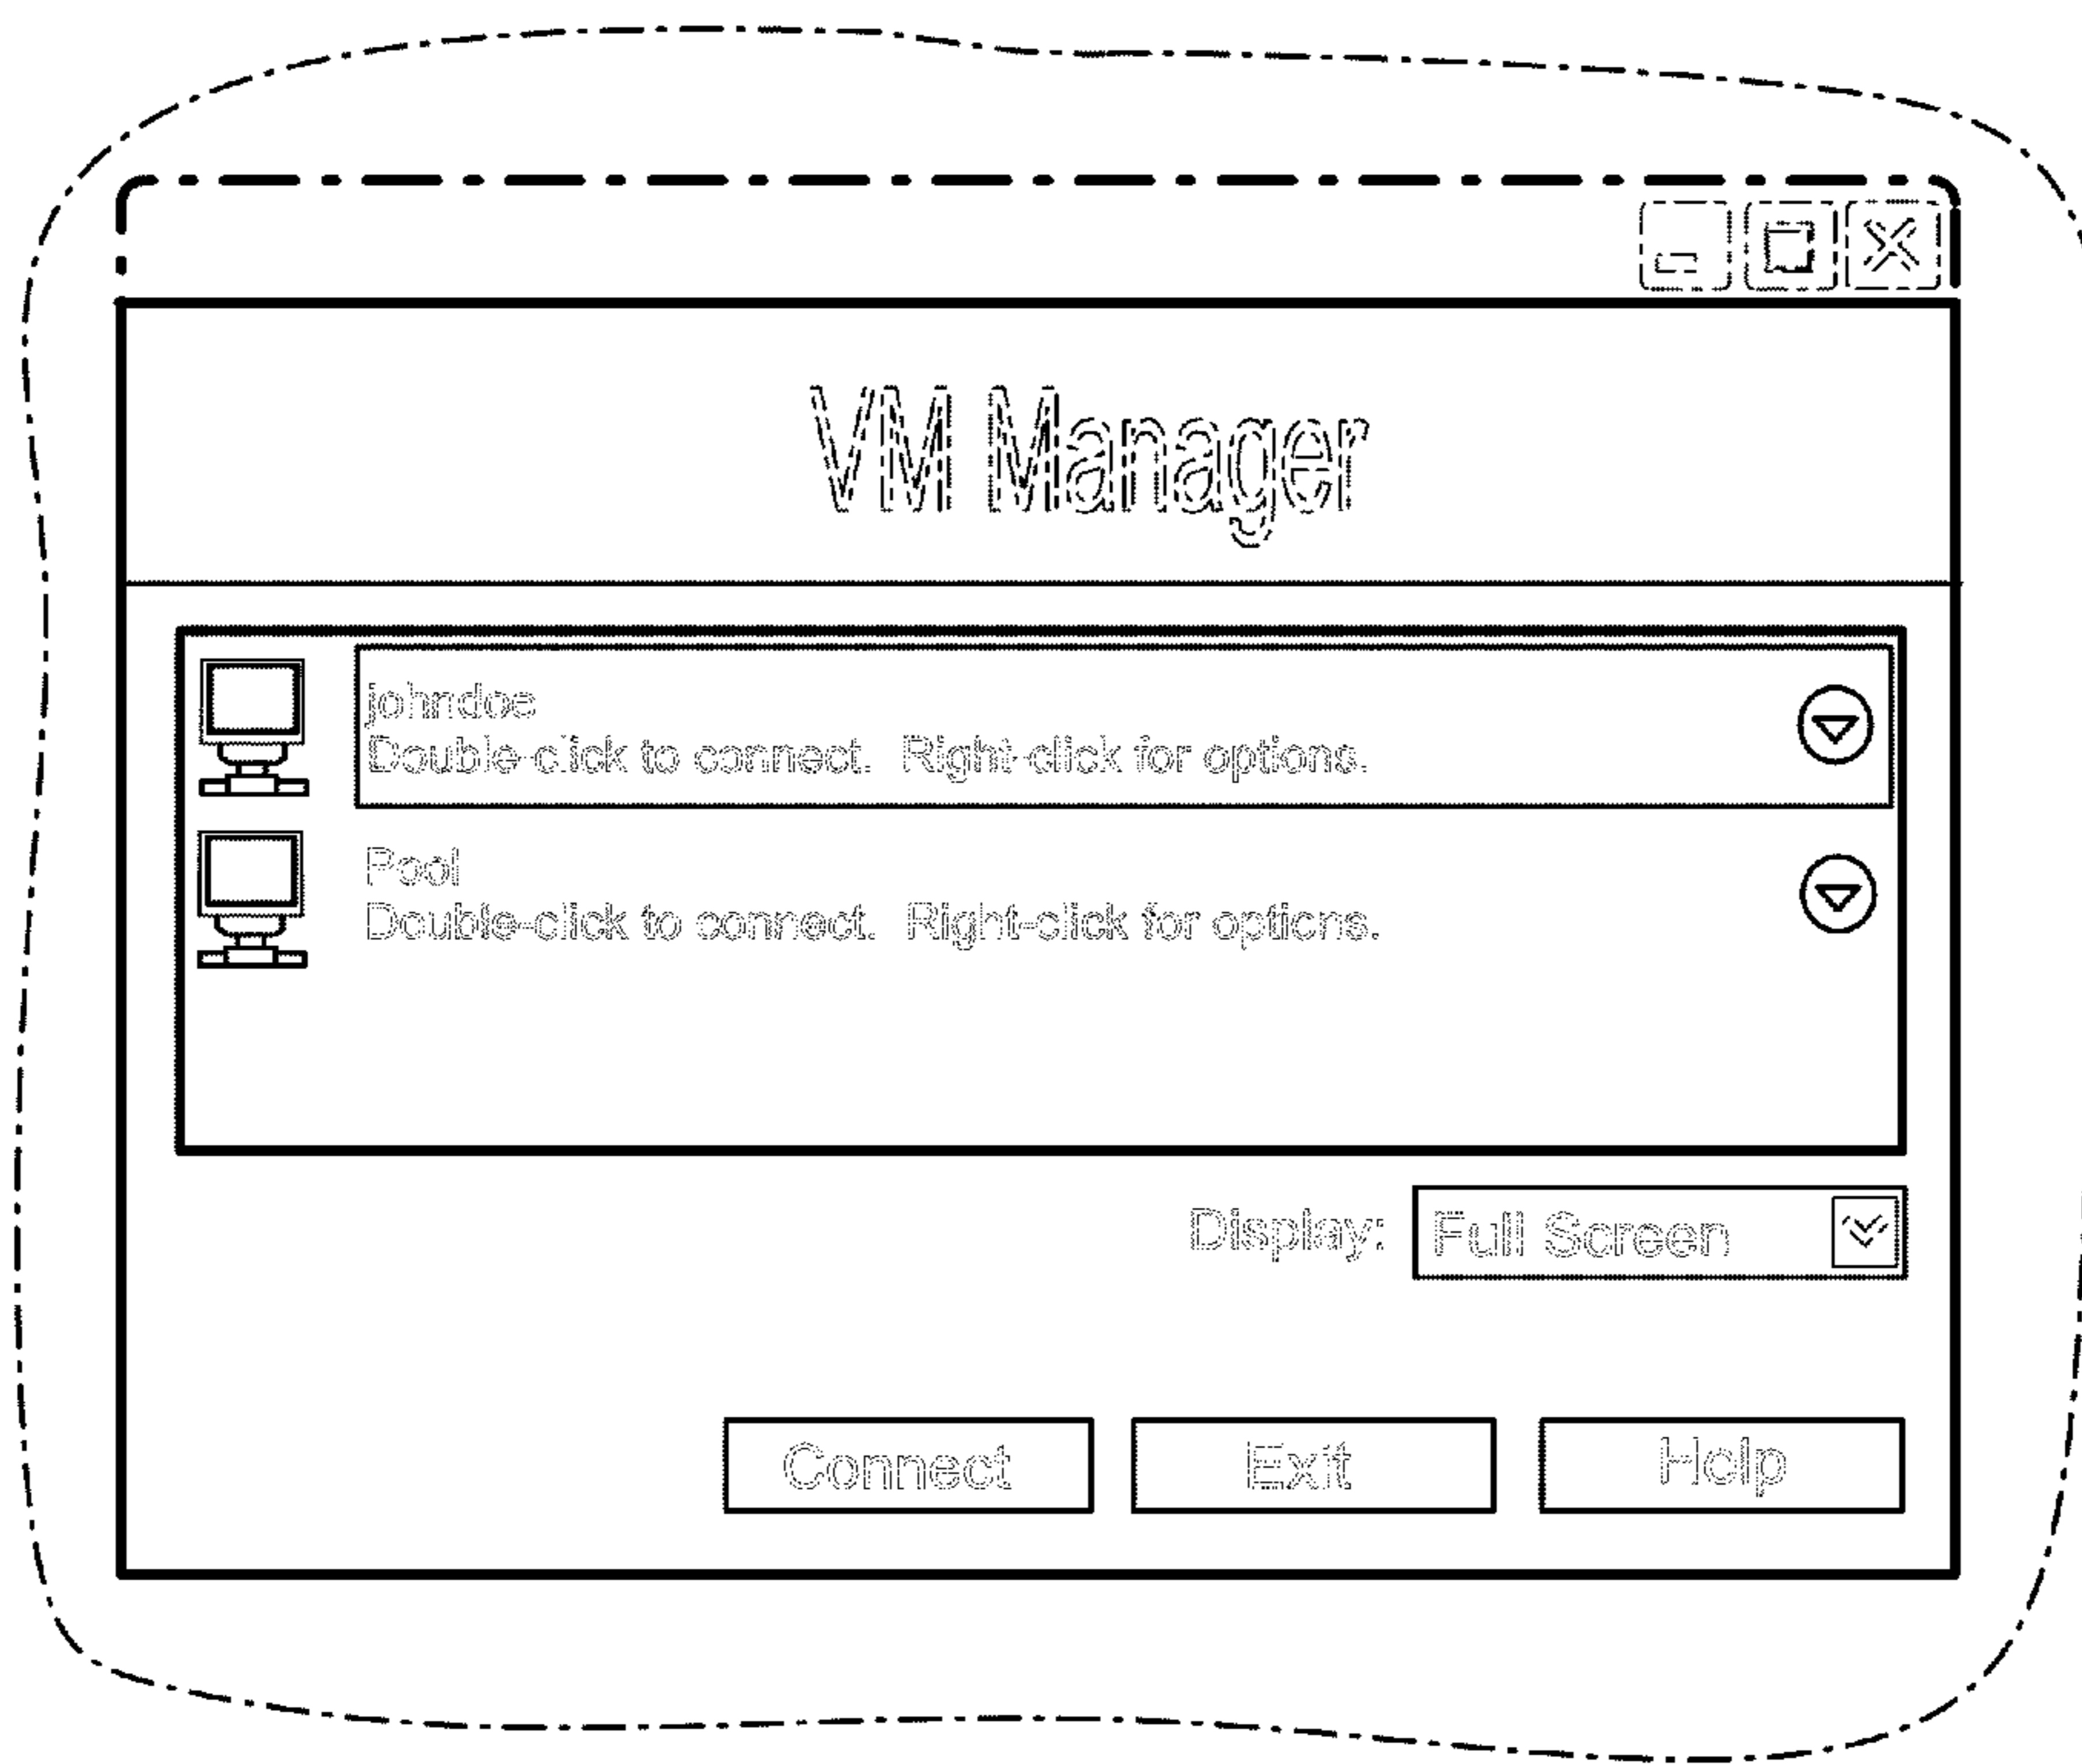 VM Manager
johndoe
Double-click to connect.  Right-click for options.
Pool
Double-click to connect.  Right-click for options.
Display: Full Screen
Connect Exit Help